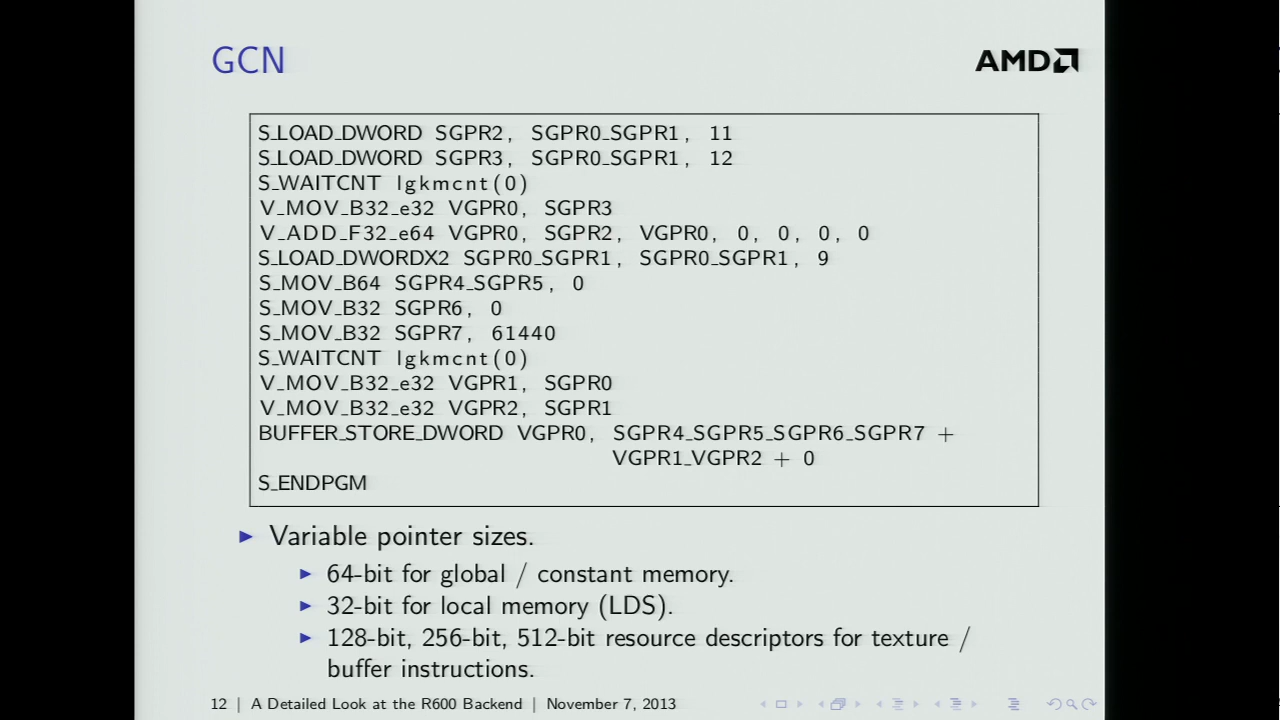 GCN
AMD
S_LOAD_DWORD SGPR2, SGPR0_SGPR1, 11
S_LOAD_DWORD SGPR3, SGPR0_SGPR1, 12
S_WAITCNT lgkmcnt(0)
V_MOV_B32_e32 VGPR0, SGPR3
V_ADD_F32_e64 VGPR0, SGPR2, VGPR0, 0, 0, 0, 0
S_LOAD_DWORDX2 SGPR0_SGPR1, SGPR0_SGPR1, 9
S_MOV_B64 SGPR4_SGPR5, 0
S_MOV_B32 SGPR6, 0
S_MOV_B32 SGPR7, 61440
S_WAITCNT lgkmcnt(0)
V_MOV_B32_e32 VGPR1, SGPR0
V_MOV_B32_e32 VGPR2, SGPR1
BUFFER_STORE_DWORD VGPR0, SGPR4_SGPR5_SGPR6_SGPR7 +
VGPR1_VGPR2 + 0
S_ENDPGM
Variable pointer sizes.
64-bit for global / constant memory.
32-bit for local memory (LDS).
128-bit, 256-bit, 512-bit resource descriptors for texture /
buffer instructions.
12 | A Detailed Look at the R600 Backend | November 7, 2013